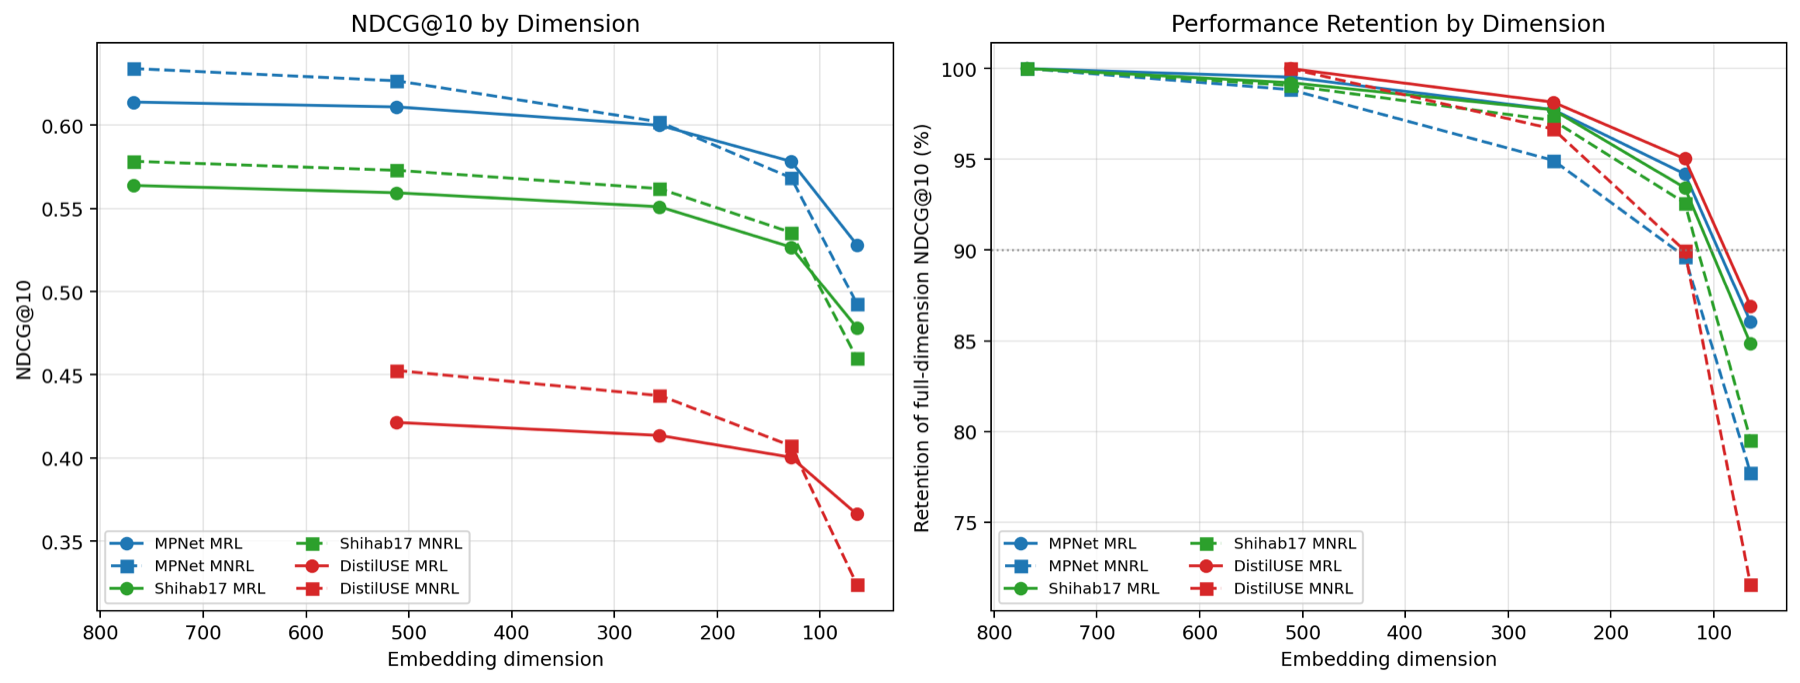 NDCG@10 by Dimension
NDCG@10
0.60
0.55
0.50
0.45
0.40
0.35
MPNet MRL
MPNet MNRL
Shihab17 MRL
Shihab17 MNRL
DistilUSE MRL
DistilUSE MNRL
800 700 600 500 400 300 200 100
Embedding dimension
Performance Retention by Dimension
Retention of full-dimension NDCG@10 (%)
100
95
90
85
80
75
MPNet MRL
MPNet MNRL
Shihab17 MRL
Shihab17 MNRL
DistilUSE MRL
DistilUSE MNRL
800 700 600 500 400 300 200 100
Embedding dimension